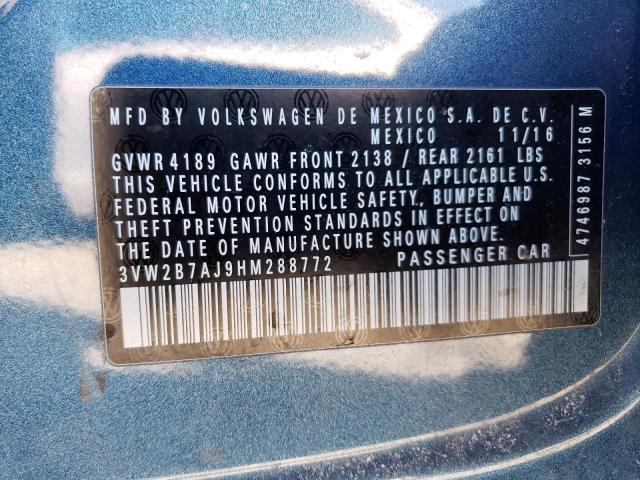 MFD BY VOLKSWAGEN DE MEXICO S.A. DE C.V.
MEXICO 11/16
GVWR 4189 GAWR FRONT 2138 / REAR 2161 LBS
THIS VEHICLE CONFORMS TO ALL APPLICABLE U.S.
FEDERAL MOTOR VEHICLE SAFETY, BUMPER AND
THEFT PREVENTION STANDARDS IN EFFECT ON
THE DATE OF MANUFACTURE SHOWN ABOVE.
3VW2B7AJ9HM288772 PASSENGER CAR
4746987 3156 M